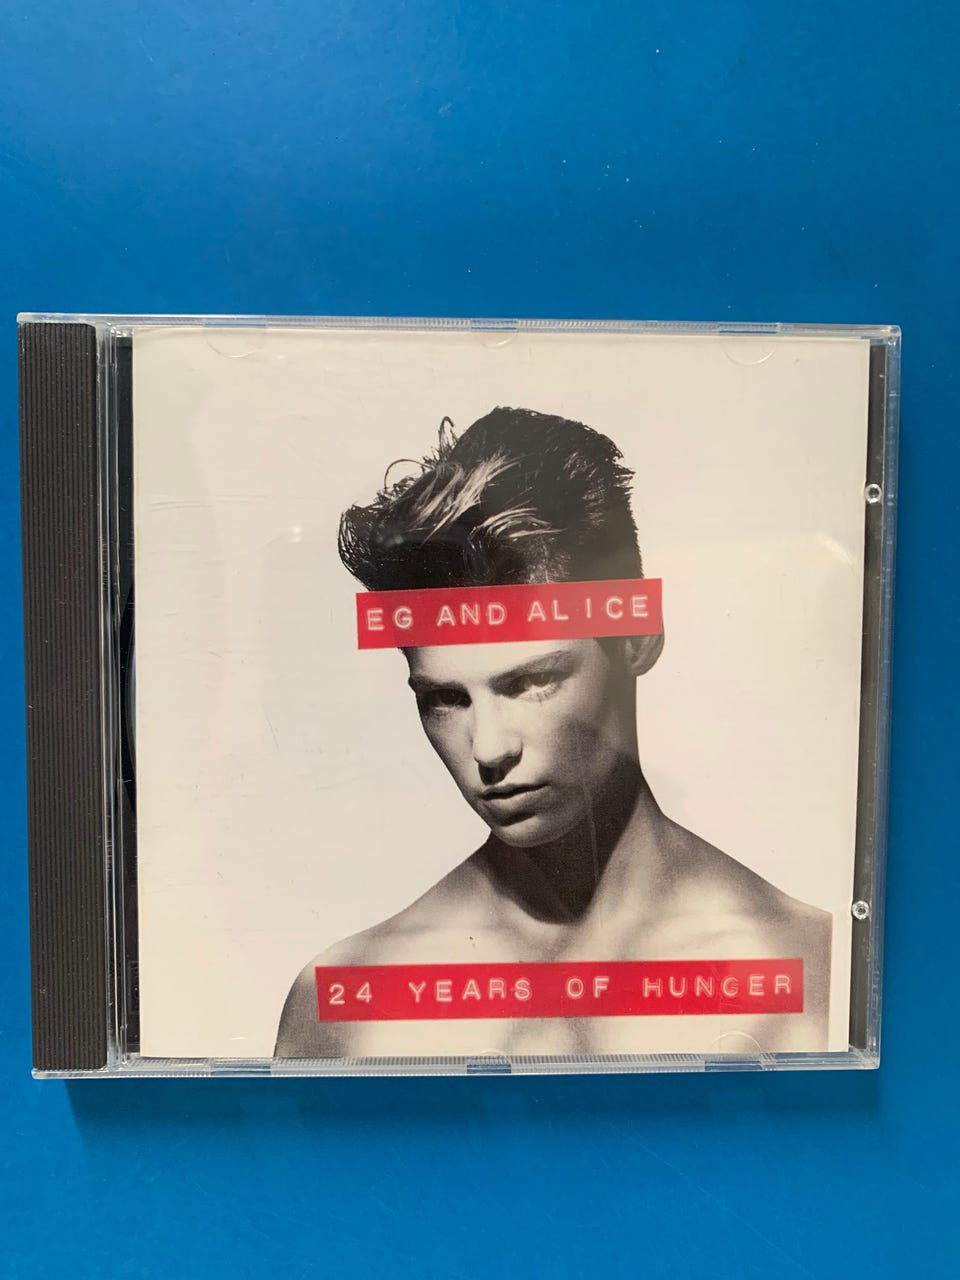 EG AND ALICE
24 YEARS OF HUNGER